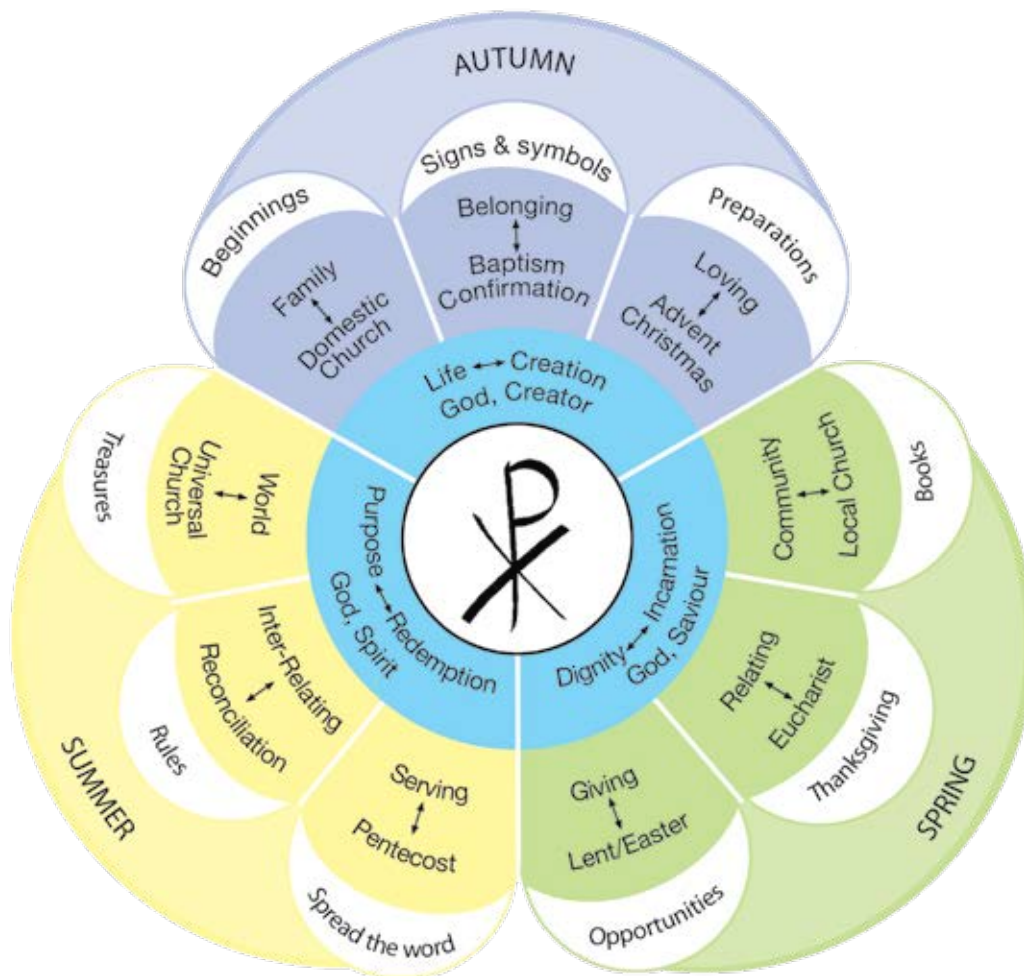 AUTUMN
Beginnings
Family
Domestic
Church
Signs & symbols
Belonging
Baptism
Confirmation
Preparations
Loving
Advent
Christmas
Life Creation
God, Creator
SPRING
Books
Community
Local Church
Thanksgiving
Relating
Eucharist
Opportunities
Giving
Lent/Easter
Dignity Incarnation
God, Saviour
SUMMER
Spread the word
Serving
Pentecost
Rules
Inter-Relating
Reconciliation
Treasures
World
Universal
Church
Purpose Redemption
God, Spirit